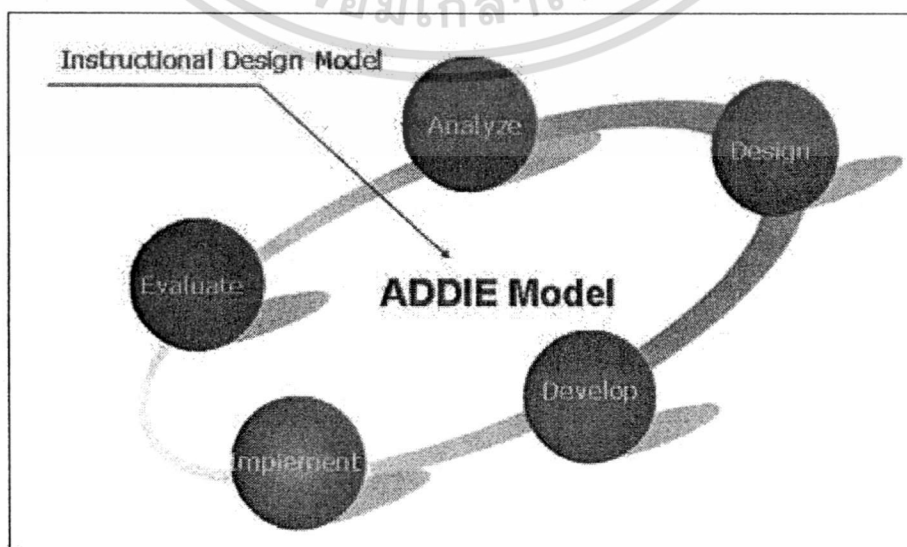 Instructional Design Model
Analyze
Design
Evaluate
ADDIE Model
Develop
Implement